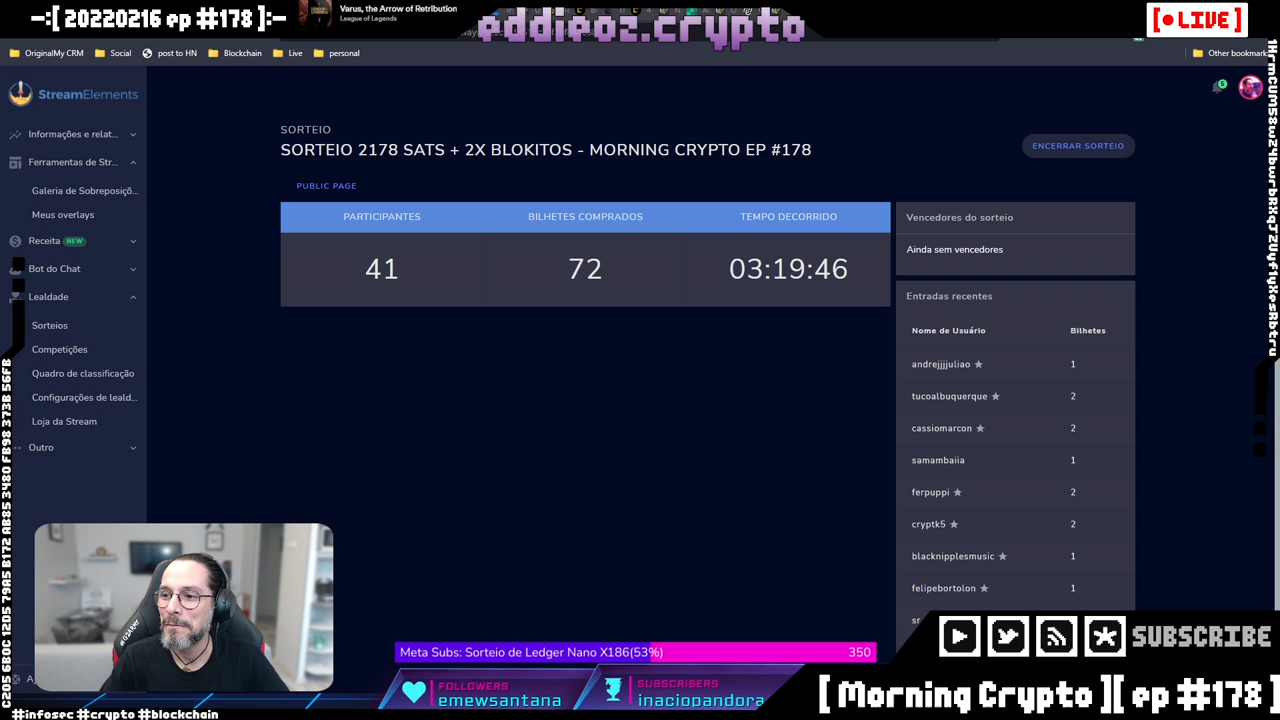 -:[ 20220216 ep #178 ]:-
Varus, the Arrow of Retribution
League of Legends
eddieoz.crypto
[● LIVE]
OriginalMy CRM
Social
post to HN
Blockchain
Live
personal
Other bookmark
StreamElements
5
Informações e relat...
Ferramentas de Str...
Galeria de Sobreposiçõ...
Meus overlays
Receita NEW
Bot do Chat
Lealdade
Sorteios
Competições
Quadro de classificação
Configurações de leald...
Loja da Stream
Outro
SORTEIO
SORTEIO 2178 SATS + 2X BLOKITOS - MORNING CRYPTO EP #178
ENCERRAR SORTEIO
PUBLIC PAGE
PARTICIPANTES
BILHETES COMPRADOS
TEMPO DECORRIDO
41
72
03:19:46
Vencedores do sorteio
Ainda sem vencedores
Entradas recentes
Nome de Usuário
Bilhetes
andrejjjjuliao ★ 1
tucoalbuquerque ★ 2
cassiomarcon ★ 2
samambaiia 1
ferpuppi ★ 2
cryptk5 ★ 2
blacknipplesmusic ★ 1
felipebortolon ★ 1
Meta Subs: Sorteio de Ledger Nano X186(53%)
350
FOLLOWERS
emewsantana
SUBSCRIBERS
inaciopandora
SUBSCRIBE
[ Morning Crypto ][ ep #178 ]
#infosec #crypto #blockchain